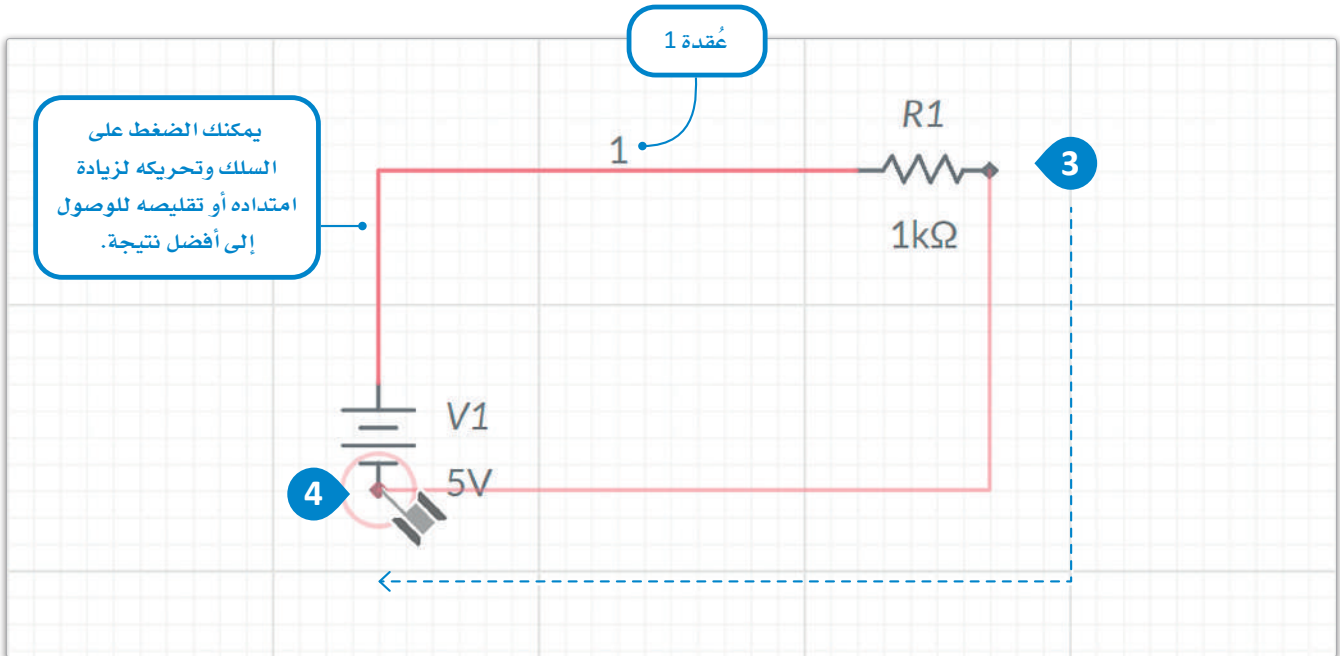 عُقدة 1
يمكنك الضغط على
السلك وتحريكه لزيادة
امتداده أو تقليصه للوصول
إلى أفضل نتيجة.
1
R1
3
1kΩ
V1
5V
4